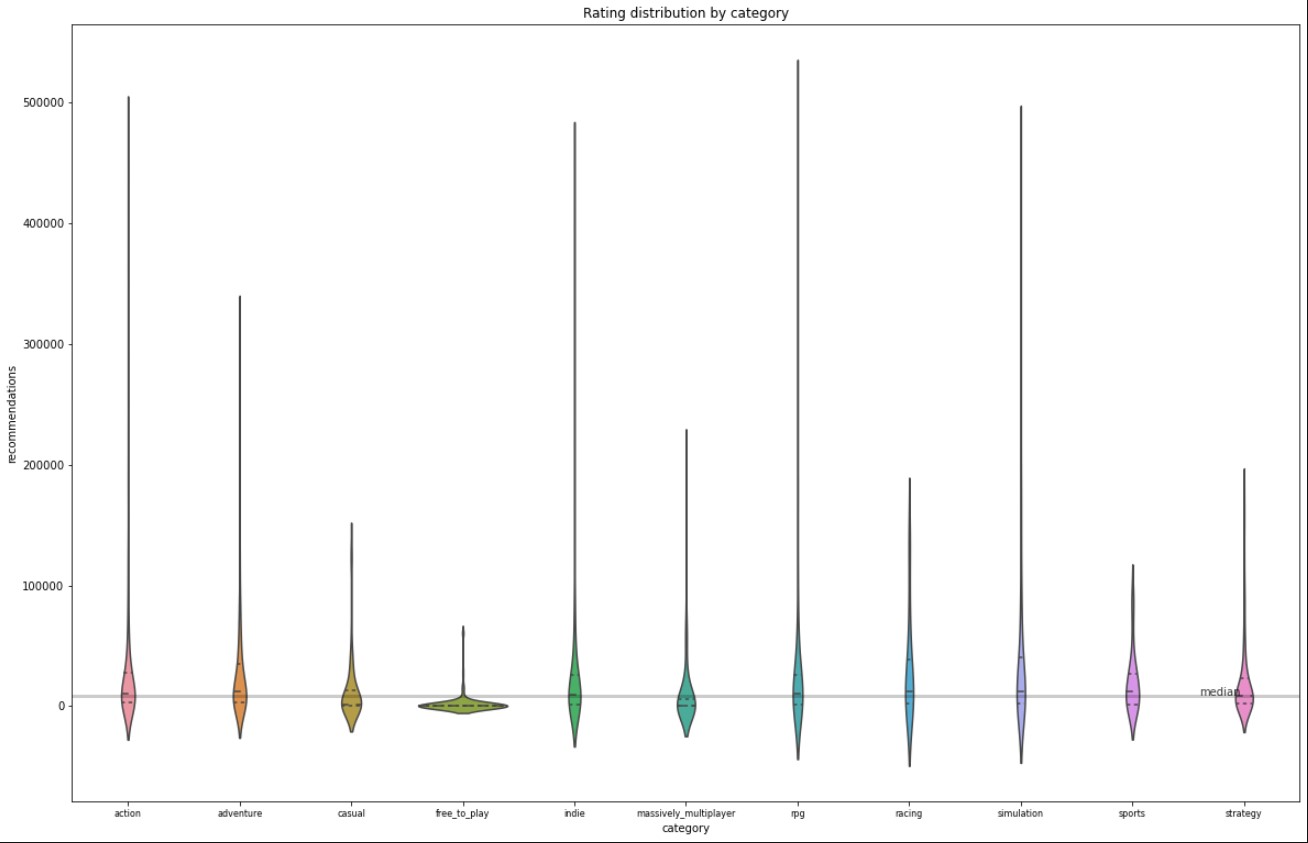 Rating distribution by category
500000
400000
300000
200000
100000
0
recommendations
median
action adventure casual free_to_play indie massively_multiplayer rpg racing simulation sports strategy
category